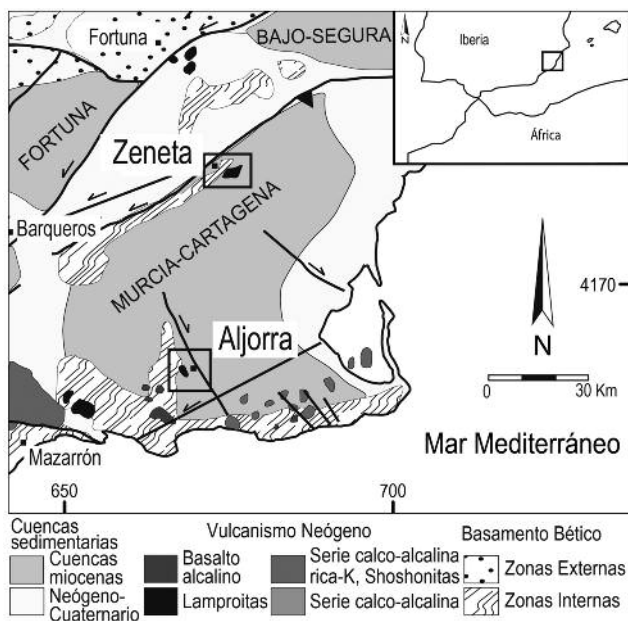 Fortuna
BAJO-SEGURA
N
Iberia
África
FORTUNA
Zeneta
Barqueros
MURCIA-CARTAGENA
4170
Aljorra
N
0 30 Km
Mar Mediterráneo
Mazarrón
650 700
Cuencas sedimentarias
Vulcanismo Neógeno
Basamento Bético
Cuencas miocenas
Basalto alcalino
Serie calco-alcalina rica-K, Shoshonitas
Zonas Externas
Neógeno-Cuaternario
Lamproitas
Serie calco-alcalina
Zonas Internas